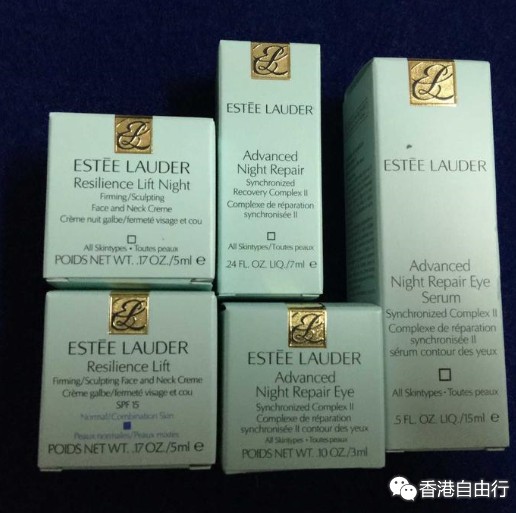 ESTĒE LAUDER
Resilience Lift Night
Firming/Sculpting
Face and Neck Creme
Crème nuit galbe/fermeté visage et cou
All Skintypes • Toutes peaux
POIDS NET WT. .17 OZ./5ml ℮
ESTĒE LAUDER
Advanced
Night Repair
Synchronized
Recovery Complex II
Complexe de réparation
synchronisée II
All Skintypes/Toutes peaux
.24 FL. OZ. LIQ./7ml ℮
ESTĒE LAUDER
Advanced
Night Repair Eye
Serum
Synchronized Complex II
Complexe de réparation
synchronisée II
sérum contour des yeux
All Skintypes • Toutes peaux
.5 FL. OZ. LIQ./15ml ℮
ESTĒE LAUDER
Resilience Lift
Firming/Sculpting Face and Neck Creme
Crème galbe/fermeté visage et cou
SPF 15
Normal/Combination Skin
Peaux normales/Peaux mixtes
POIDS NET WT. .17 OZ./5ml ℮
ESTĒE LAUDER
Advanced
Night Repair Eye
Synchronized Complex II
Complexe de réparation
synchronisée II contour des yeux
All Skintypes • Toutes peaux
POIDS NET WT. .10 OZ./3ml ℮
香港自由行